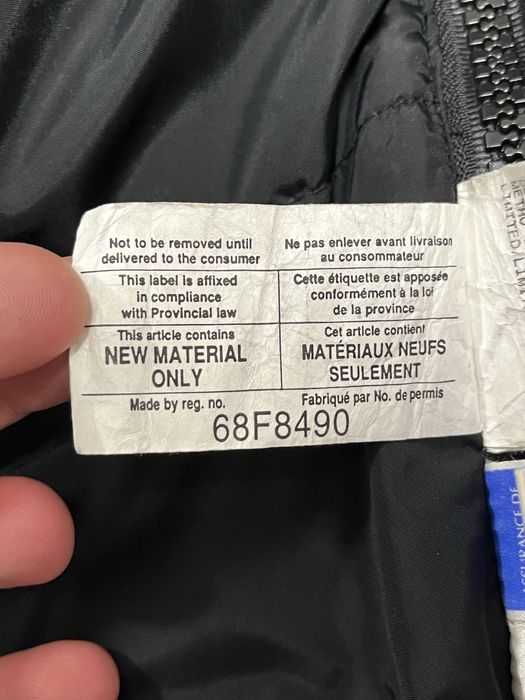 Not to be removed until
delivered to the consumer
Ne pas enlever avant livraison
au consommateur
This label is affixed
in compliance
with Provincial law
Cette étiquette est apposée
conformément à la loi
de la province
This article contains
NEW MATERIAL
ONLY
Cet article contient
MATÉRIAUX NEUFS
SEULEMENT
Made by reg. no.
Fabriqué par No. de permis
68F8490
LIMITED
DE